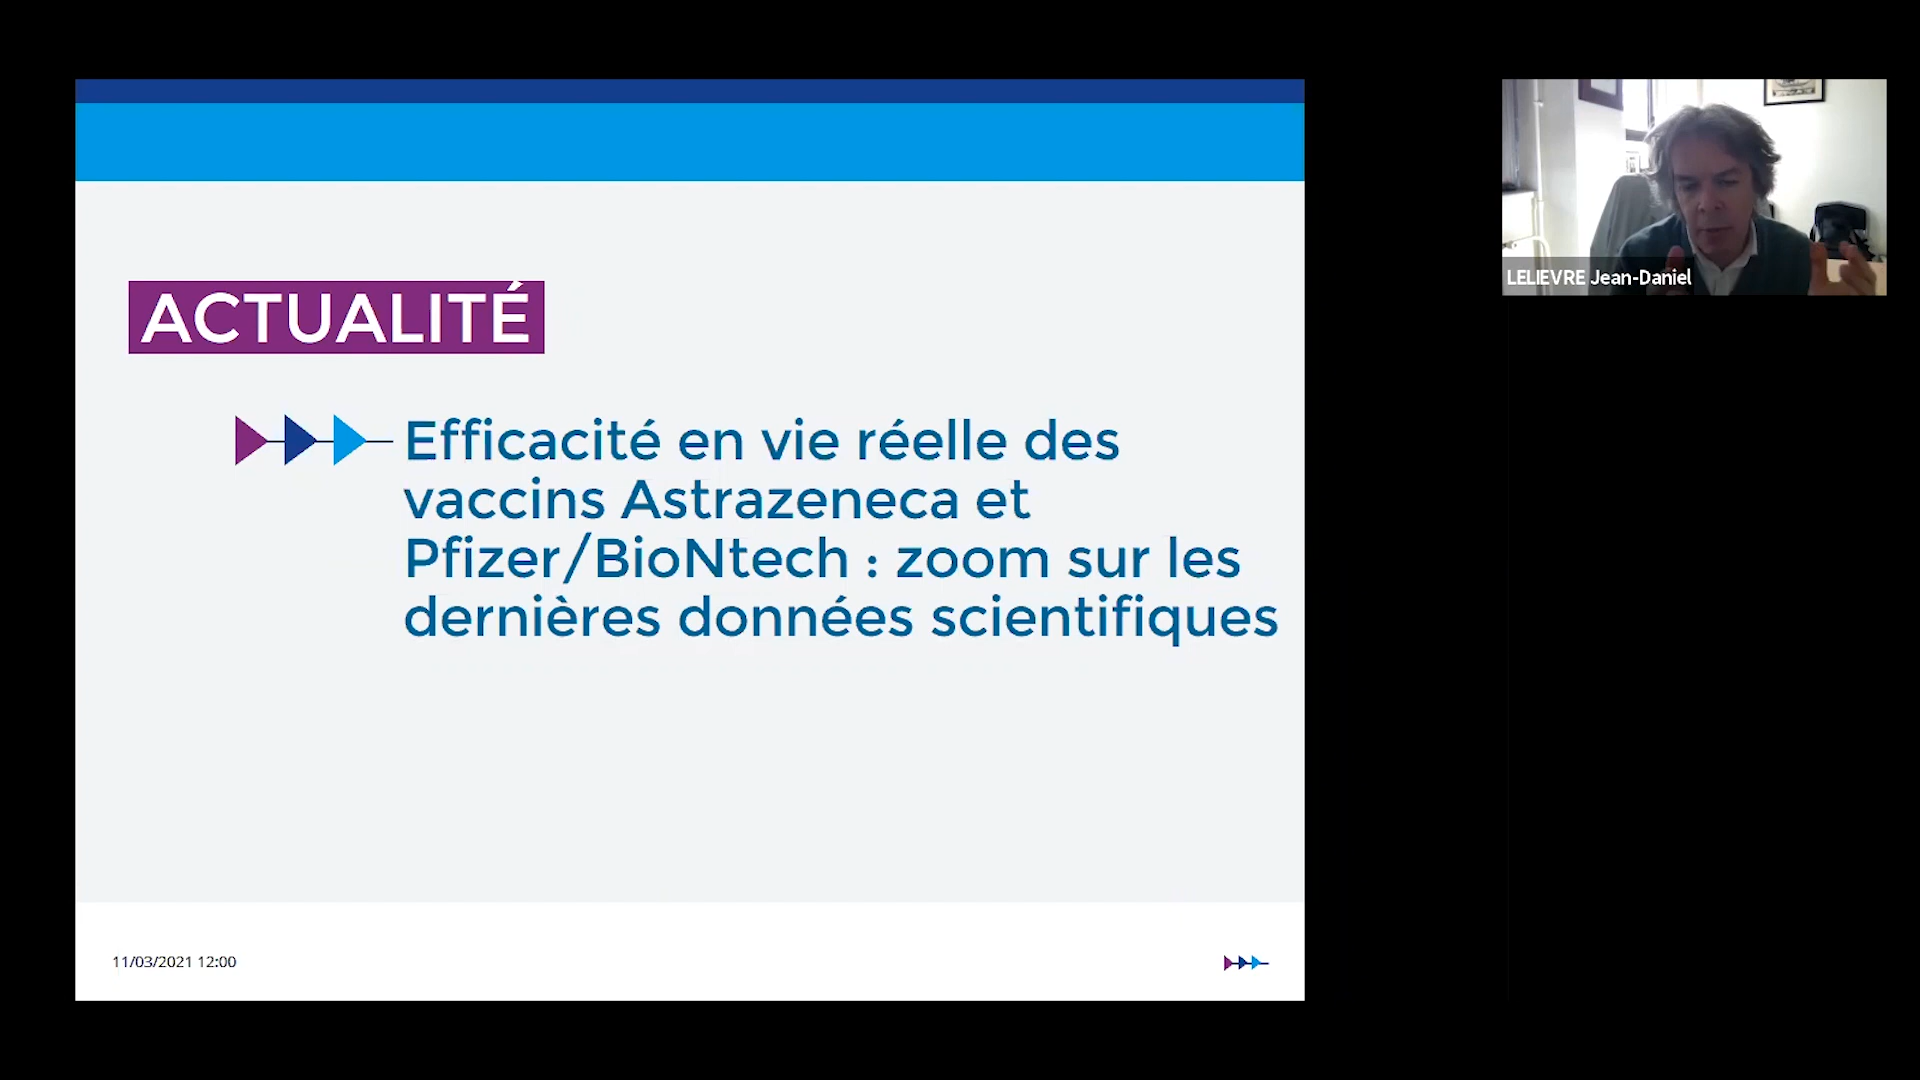 ACTUALITÉ
Efficacité en vie réelle des
vaccins Astrazeneca et
Pfizer/BioNtech : zoom sur les
dernières données scientifiques
11/03/2021 12:00
LELIEVRE Jean-Daniel